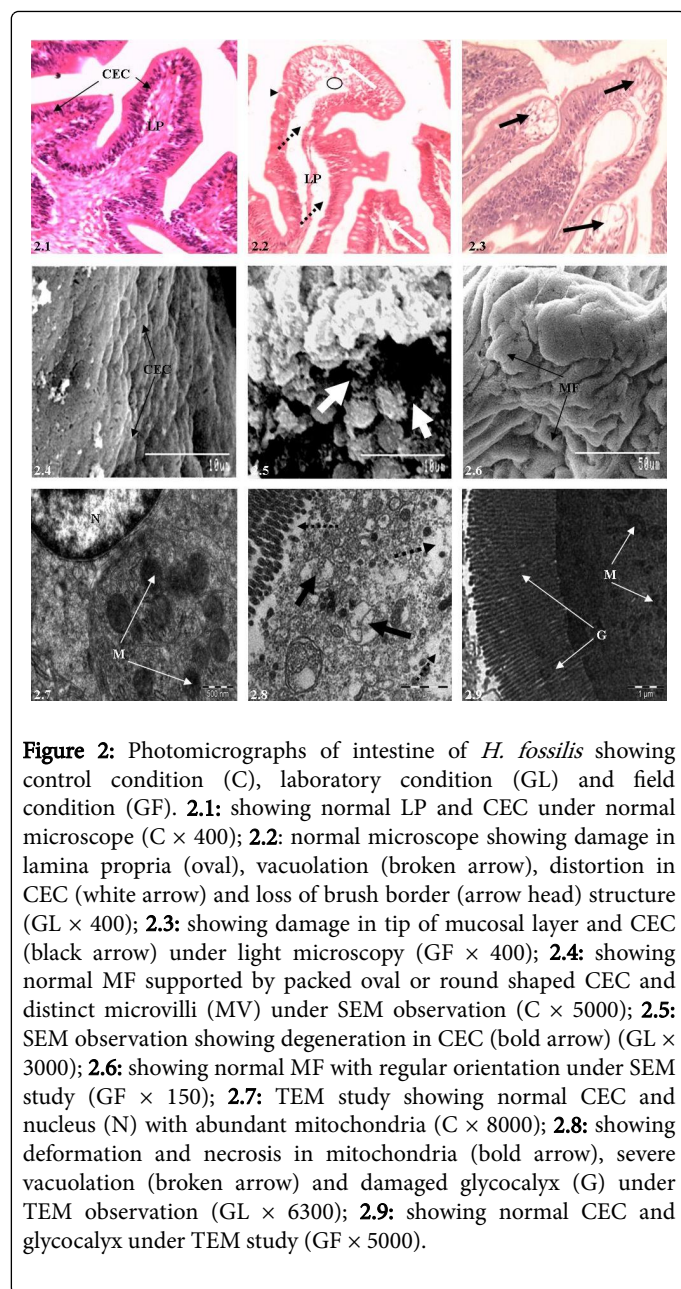 CEC
LP
2.1
LP
2.2
2.3
CEC
2.4
10µm
2.5
10µm
MF
2.6
50µm
N
M
2.7
500 nm
2.8
M
G
2.9
1 µm
Figure 2: Photomicrographs of intestine of H. fossilis showing
control condition (C), laboratory condition (GL) and field
condition (GF). 2.1: showing normal LP and CEC under normal
microscope (C × 400); 2.2: normal microscope showing damage in
lamina propria (oval), vacuolation (broken arrow), distortion in
CEC (white arrow) and loss of brush border (arrow head) structure
(GL × 400); 2.3: showing damage in tip of mucosal layer and CEC
(black arrow) under light microscopy (GF × 400); 2.4: showing
normal MF supported by packed oval or round shaped CEC and
distinct microvilli (MV) under SEM observation (C × 5000); 2.5:
SEM observation showing degeneration in CEC (bold arrow) (GL ×
3000); 2.6: showing normal MF with regular orientation under SEM
study (GF × 150); 2.7: TEM study showing normal CEC and
nucleus (N) with abundant mitochondria (C × 8000); 2.8: showing
deformation and necrosis in mitochondria (bold arrow), severe
vacuolation (broken arrow) and damaged glycocalyx (G) under
TEM observation (GL × 6300); 2.9: showing normal CEC and
glycocalyx under TEM study (GF × 5000).